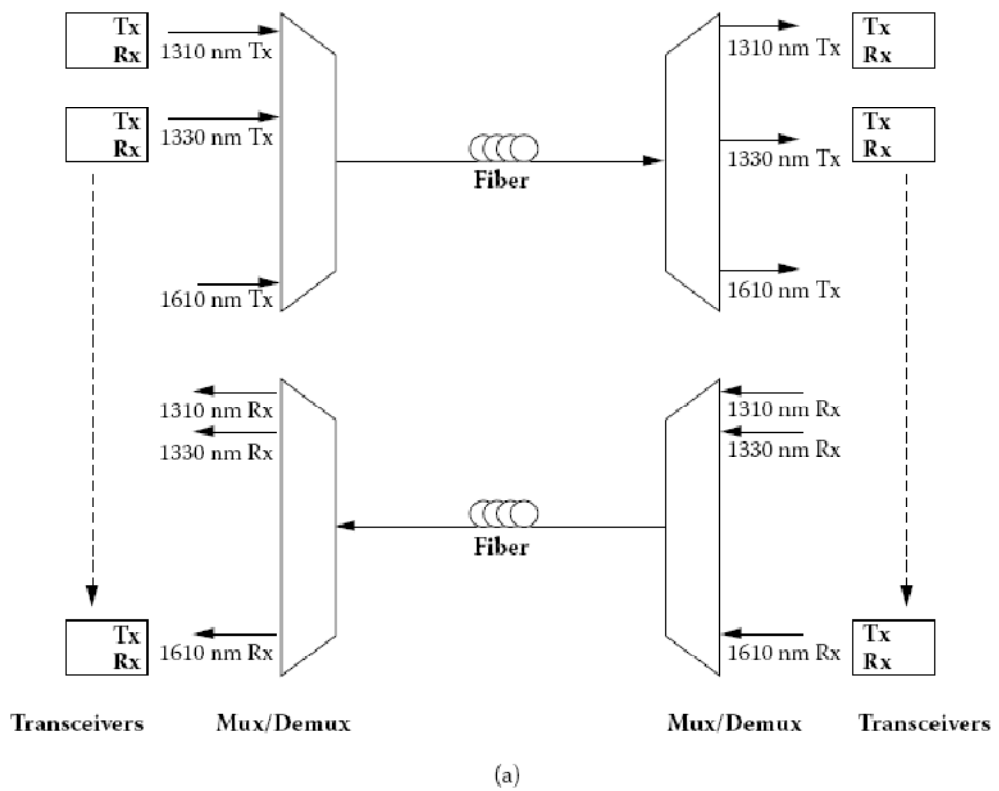 Tx
Rx
1310 nm Tx
1310 nm Tx
Tx
Rx
Tx
Rx
1330 nm Tx
1330 nm Tx
Tx
Rx
Fiber
1610 nm Tx
1610 nm Tx
1310 nm Rx
1310 nm Rx
1330 nm Rx
1330 nm Rx
Fiber
Tx
Rx
1610 nm Rx
1610 nm Rx
Tx
Rx
Transceivers
Mux/Demux
Mux/Demux
Transceivers
(a)